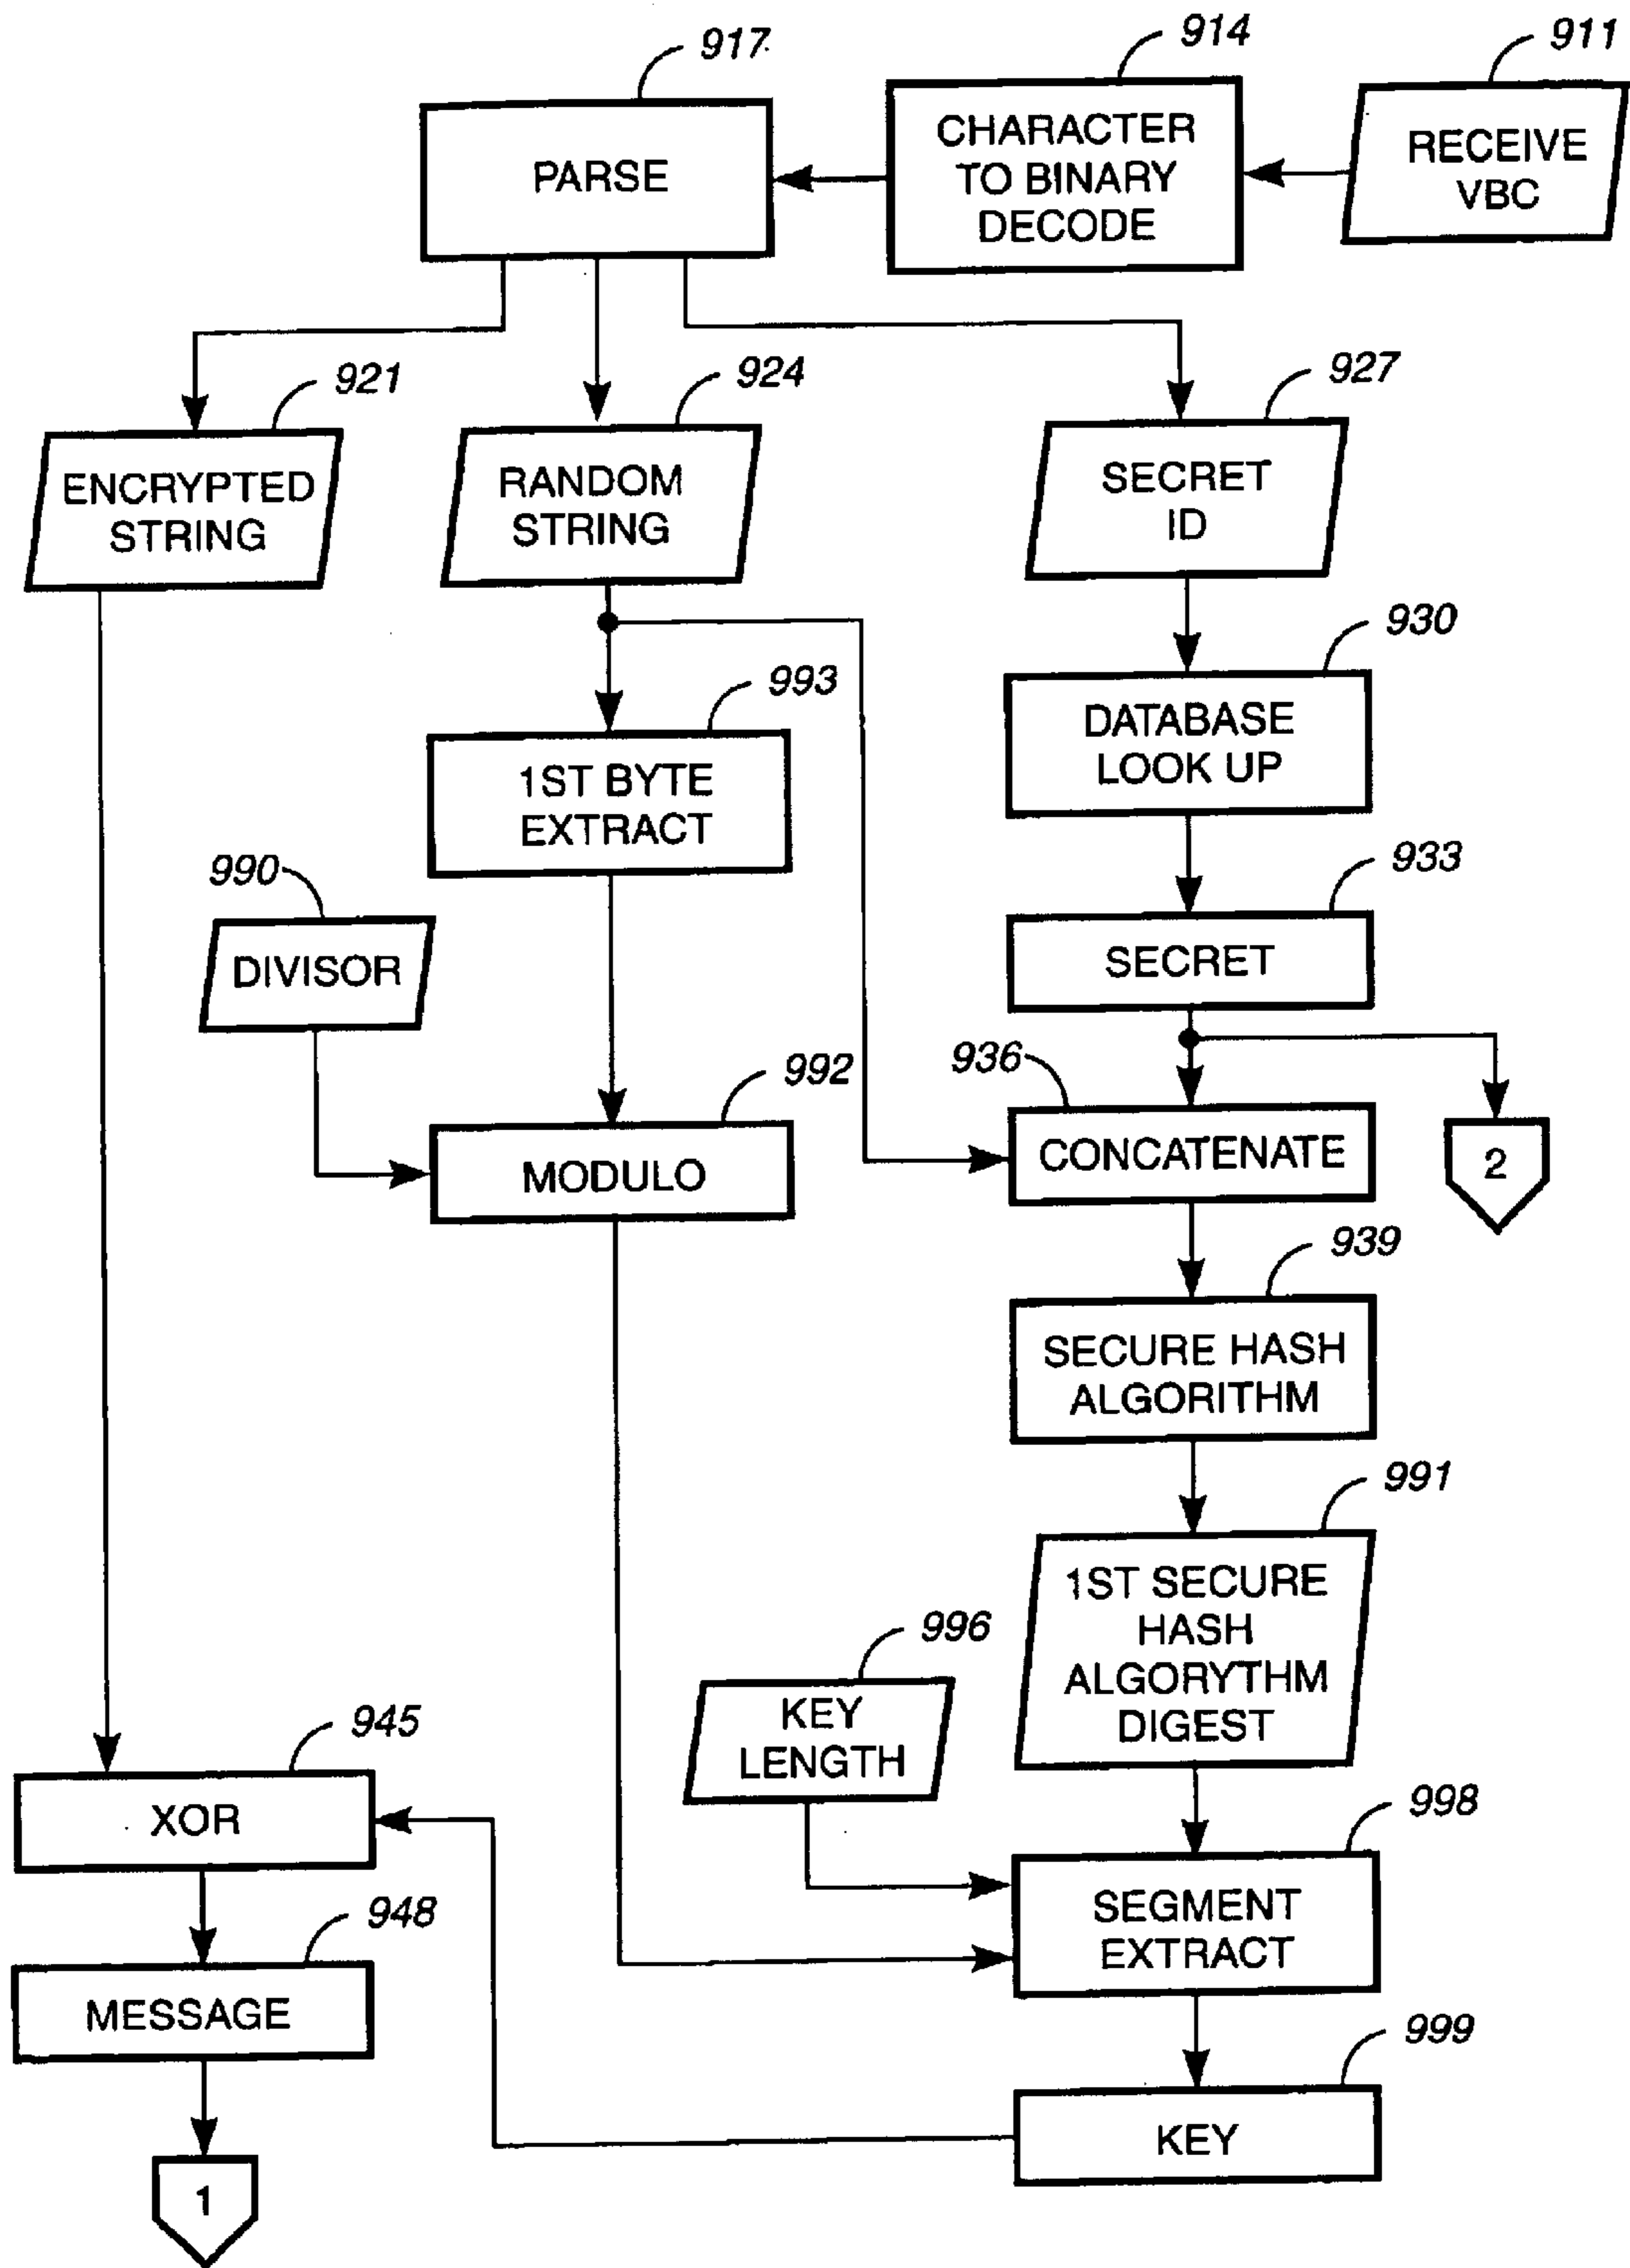 917
914
911
PARSE
CHARACTER
TO BINARY
DECODE
RECEIVE
VBC
921
924
927
ENCRYPTED
STRING
RANDOM
STRING
SECRET
ID
930
993
DATABASE
LOOK UP
1ST BYTE
EXTRACT
990
933
DIVISOR
SECRET
992
936
MODULO
CONCATENATE
2
939
SECURE HASH
ALGORITHM
991
1ST SECURE
HASH
ALGORYTHM
DIGEST
996
KEY
LENGTH
945
998
XOR
SEGMENT
EXTRACT
948
MESSAGE
999
KEY
1